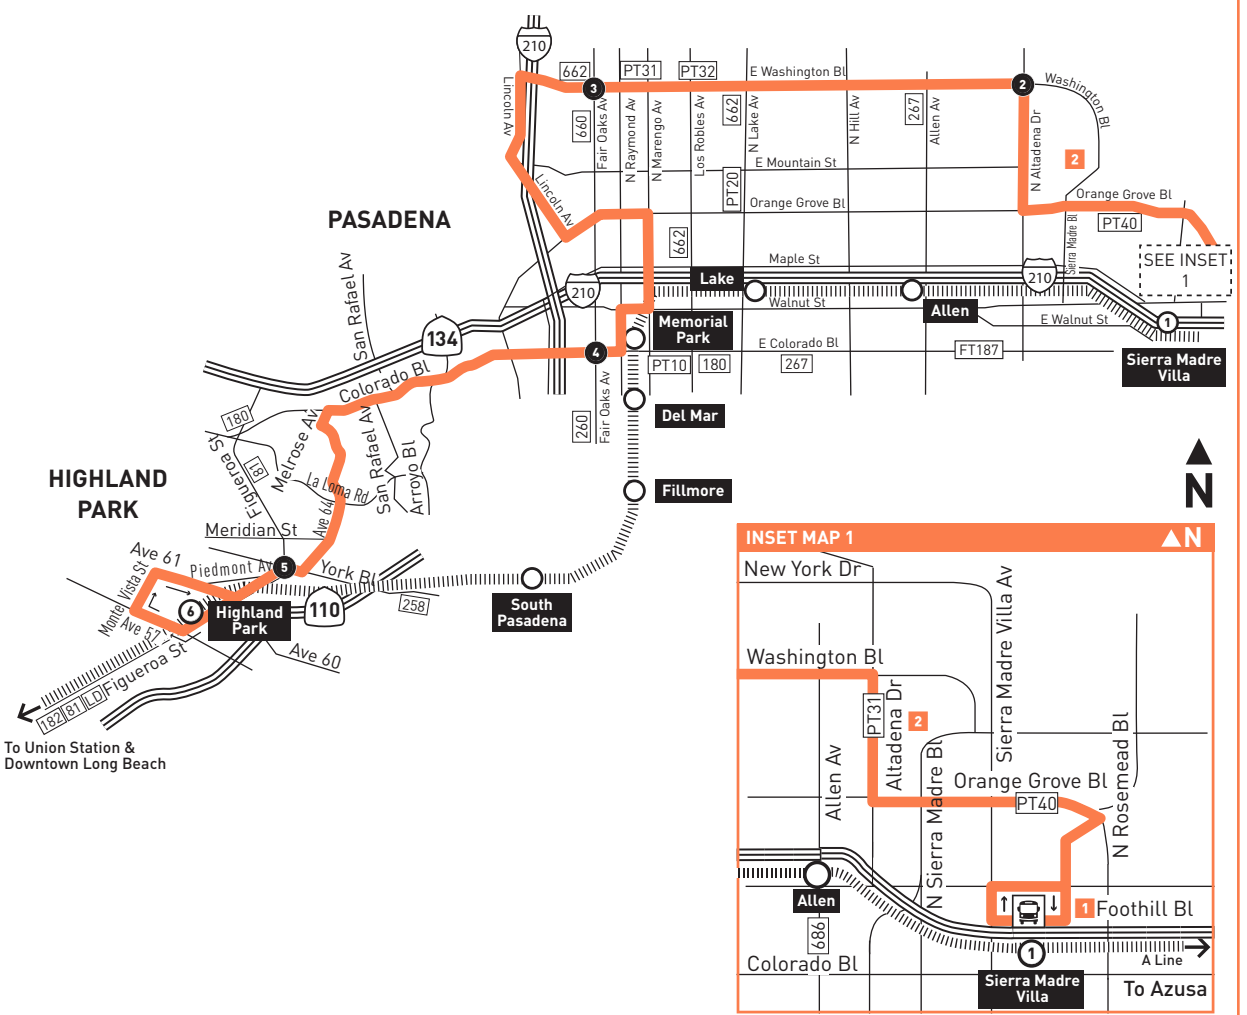 210
662
PT31
PT32
E Washington Bl
3
2
Washington Bl
Lincoln Av
660
Fair Oaks Av
N Raymond Av
N Marengo Av
Los Robles Av
662
N Lake Av
N Hill Av
267
Allen Av
N Altadena Dr
2
E Mountain St
Lincoln Av
PT20
Orange Grove Bl
Orange Grove Bl
PT40
PASADENA
662
Sierra Madre Bl
SEE INSET
1
Maple St
San Rafael Av
210
Lake
210
Walnut St
Allen
E Walnut St
1
134
Memorial
Park
4
E Colorado Bl
PT10
180
267
FT187
Sierra Madre
Villa
Colorado Bl
Fair Oaks Av
260
Del Mar
180
Melrose Av
San Rafael Av
Figueroa St
181
Arroyo Bl
La Loma Rd
Ave 64
HIGHLAND
PARK
Fillmore
N
Meridian St
Ave 61
Piedmont Av
5
York Bl
Monte Vista St
6
Highland
Park
110
258
South
Pasadena
Ave 57
Ave 60
Figueroa St
182
81
LD
To Union Station &
Downtown Long Beach
INSET MAP 1
N
New York Dr
Sierra Madre Villa Av
Washington Bl
PT31
Altadena Dr
2
Allen Av
N Sierra Madre Bl
Orange Grove Bl
PT40
N Rosemead Bl
Allen
1
Foothill Bl
686
1
A Line
Colorado Bl
Sierra Madre
Villa
To Azusa